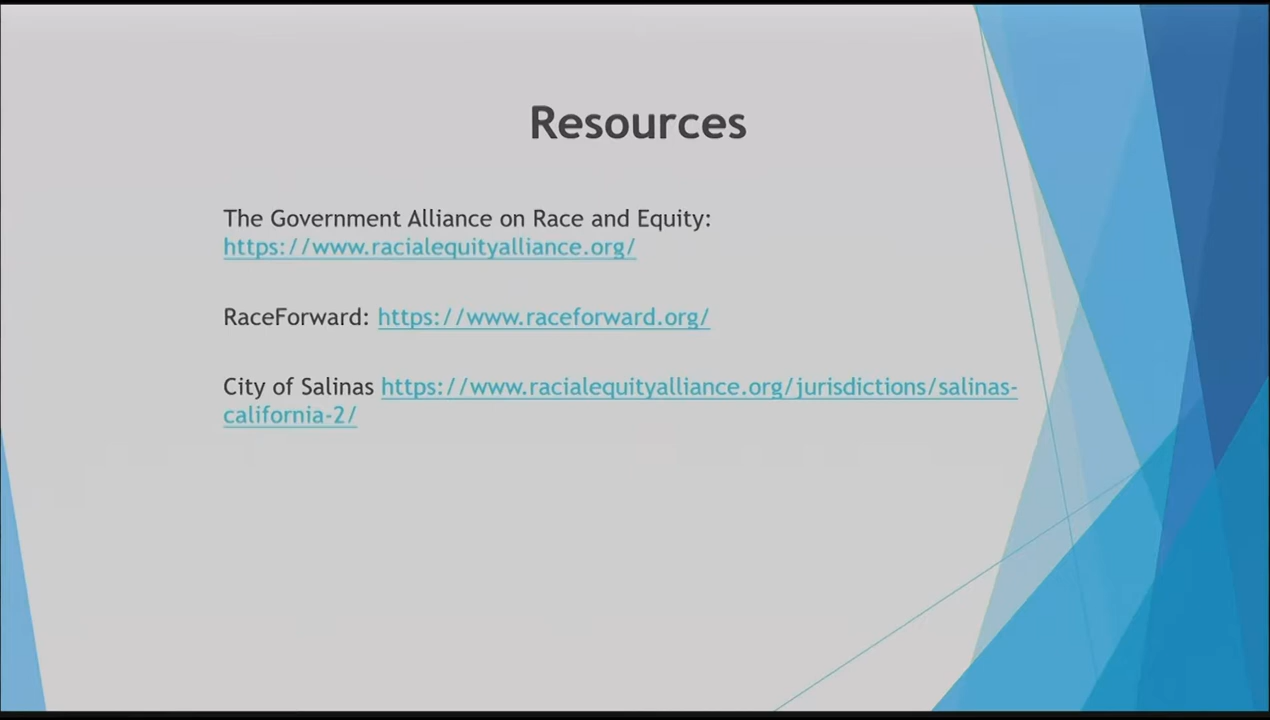 Resources
The Government Alliance on Race and Equity:
https://www.racialequityalliance.org/
RaceForward: https://www.raceforward.org/
City of Salinas https://www.racialequityalliance.org/jurisdictions/salinas-
california-2/